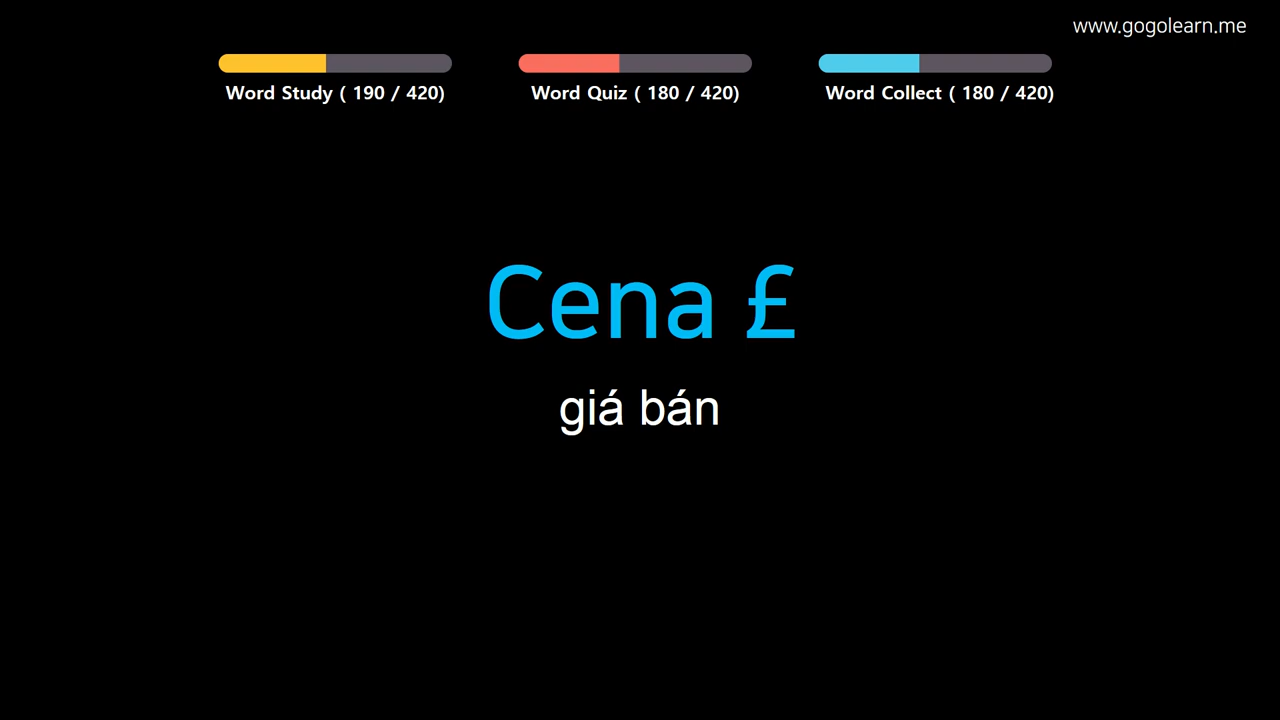 www.gogolearn.me
Word Study ( 190 / 420)
Word Quiz ( 180 / 420)
Word Collect ( 180 / 420)
Cena £
giá bán